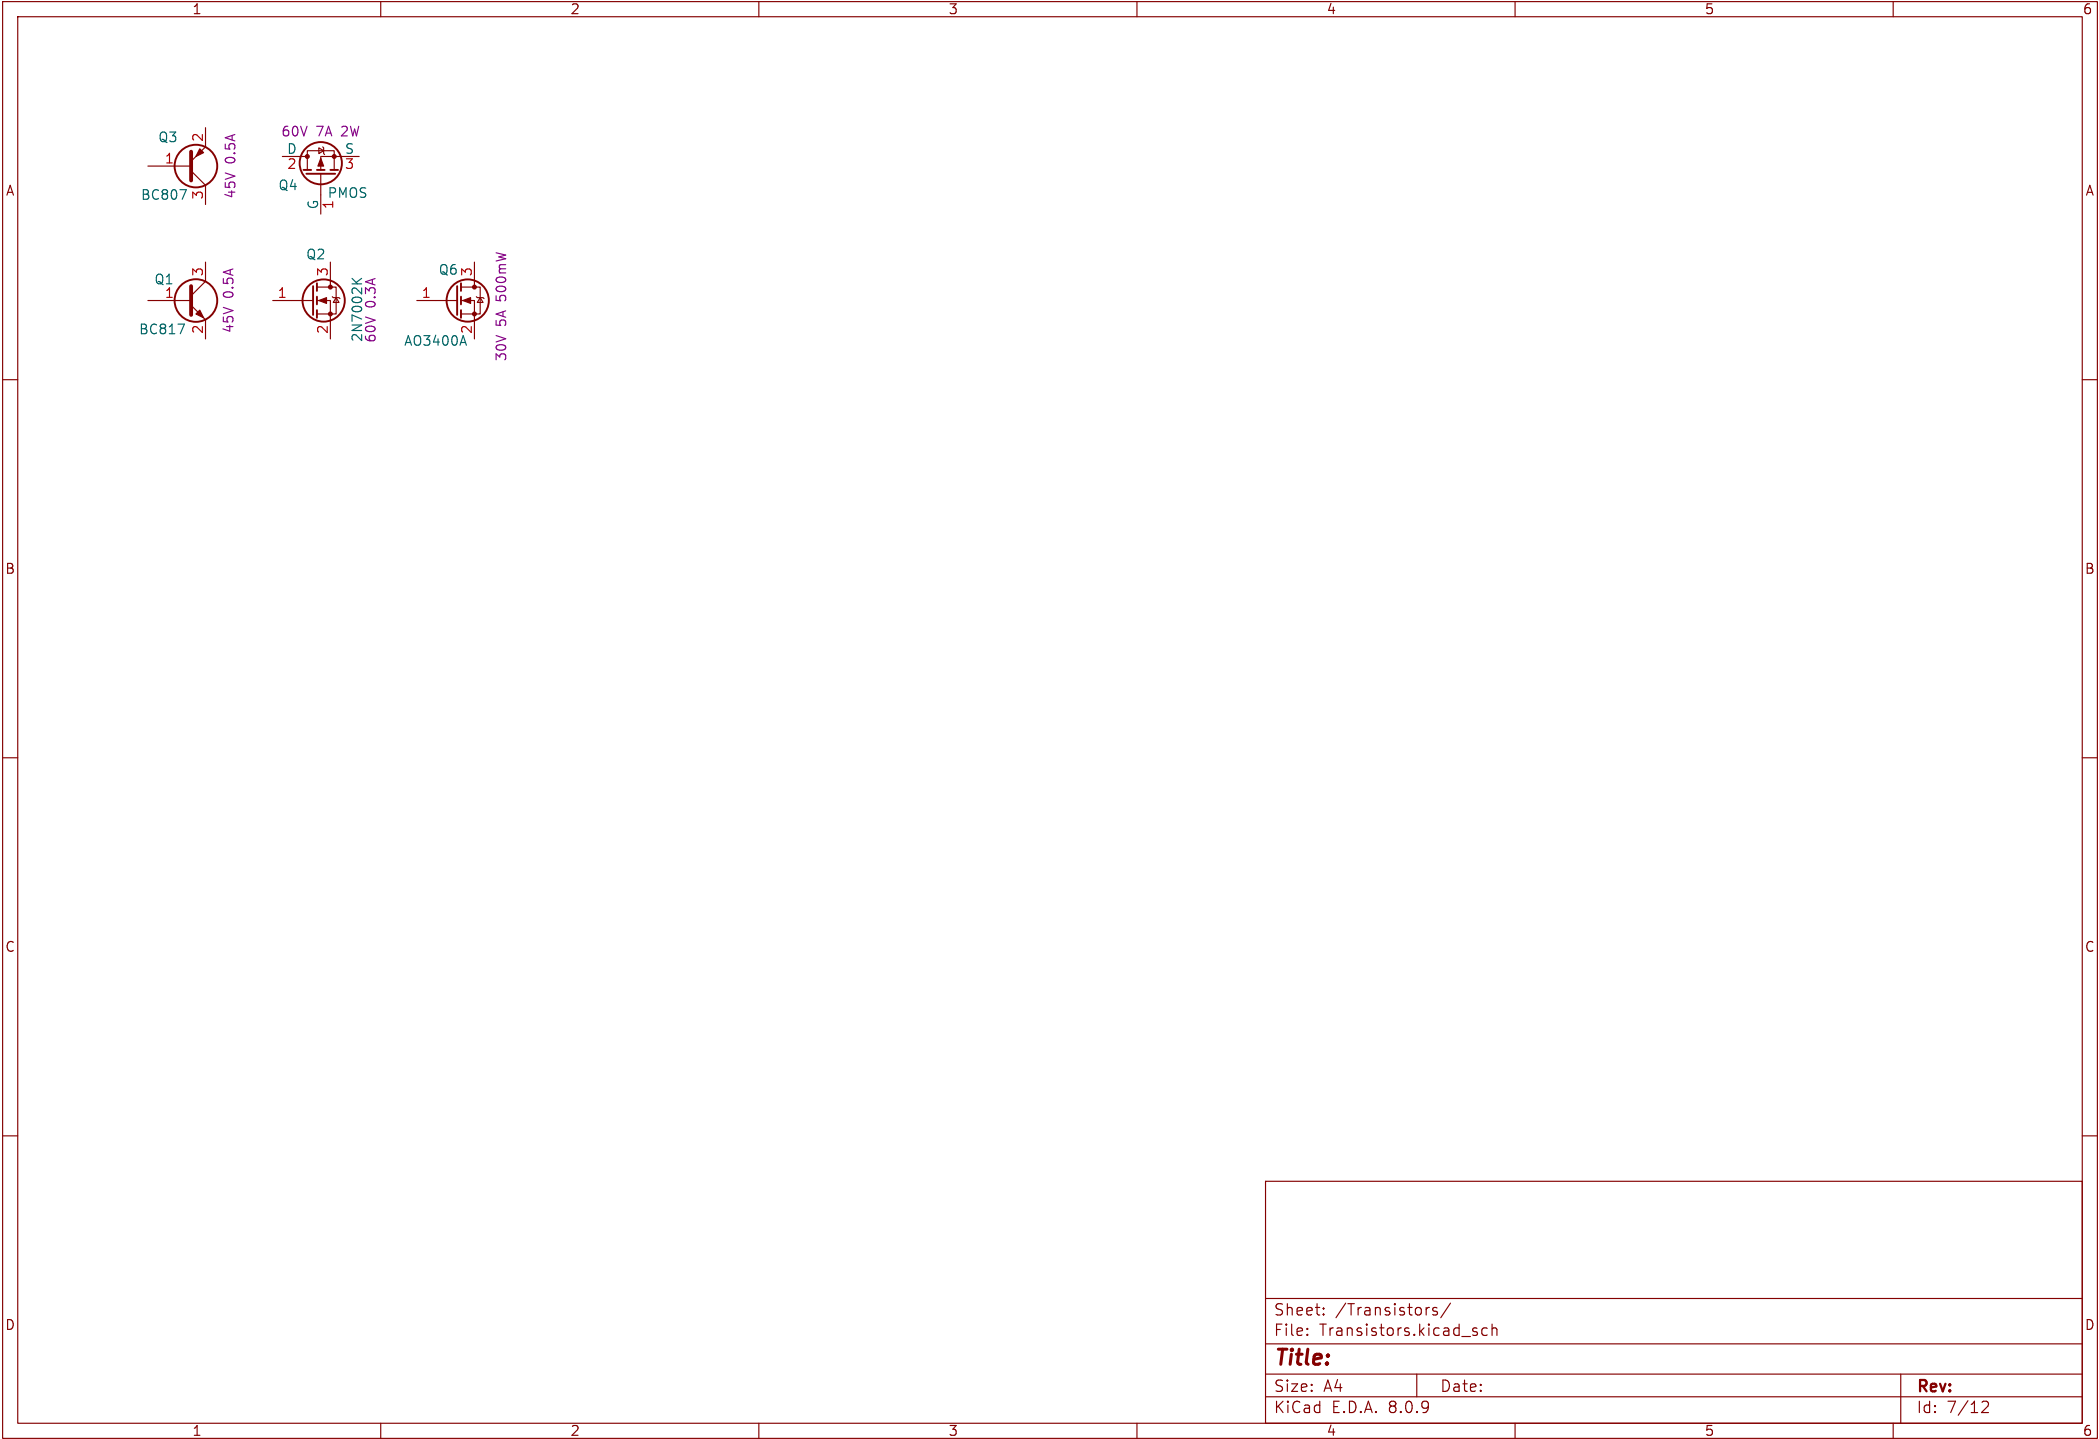 1 2 3 4 5 6
A
B
C
D
A
B
C
D
Q3
1
2
3
BC807
45V 0.5A
60V 7A 2W
D
2
S
3
Q4
PMOS
G
1
Q1
1
3
2
BC817
45V 0.5A
Q2
1
3
2
2N7002K
60V 0.3A
Q6
1
3
2
AO3400A
30V 5A 500mW
Sheet: /Transistors/
File: Transistors.kicad_sch
Title:
Size: A4 Date: Rev:
KiCad E.D.A. 8.0.9 Id: 7/12
1 2 3 4 5 6